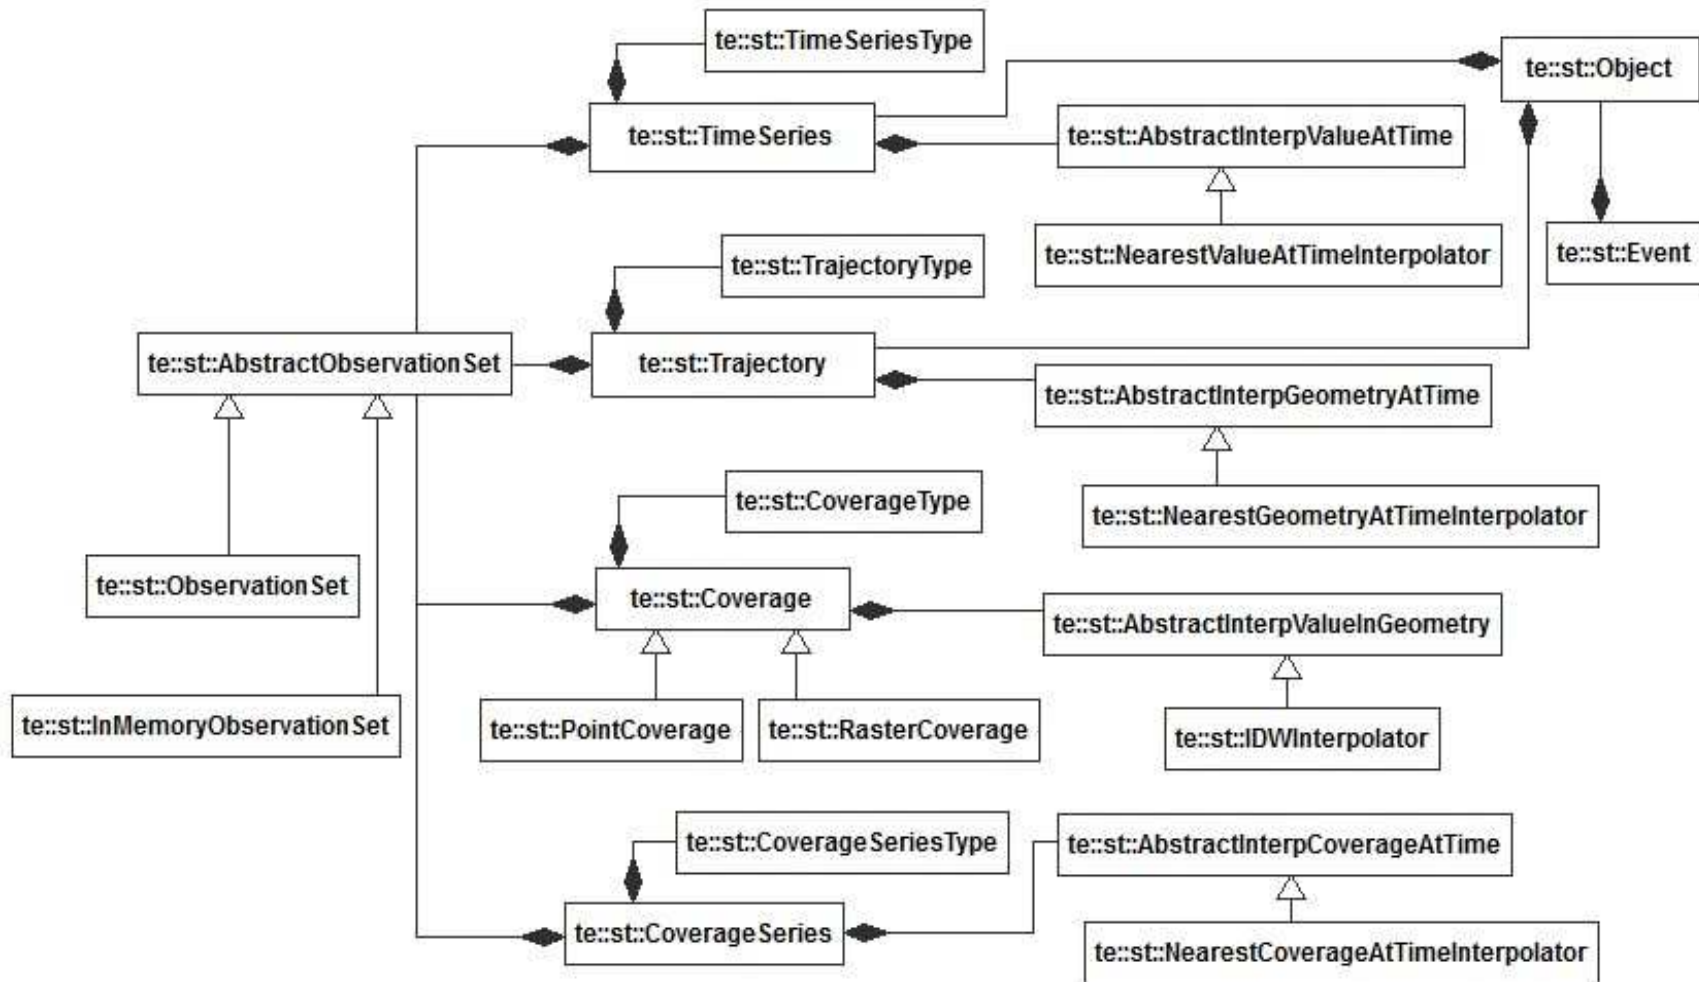 te::st::TimeSeriesType
te::st::Object
te::st::TimeSeries
te::st::AbstractInterpValueAtTime
te::st::NearestValueAtTimeInterpolator
te::st::Event
te::st::TrajectoryType
te::st::AbstractObservationSet
te::st::Trajectory
te::st::AbstractInterpGeometryAtTime
te::st::CoverageType
te::st::NearestGeometryAtTimeInterpolator
te::st::ObservationSet
te::st::Coverage
te::st::AbstractInterpValueInGeometry
te::st::InMemoryObservationSet
te::st::PointCoverage
te::st::RasterCoverage
te::st::IDWInterpolator
te::st::CoverageSeriesType
te::st::AbstractInterpCoverageAtTime
te::st::CoverageSeries
te::st::NearestCoverageAtTimeInterpolator